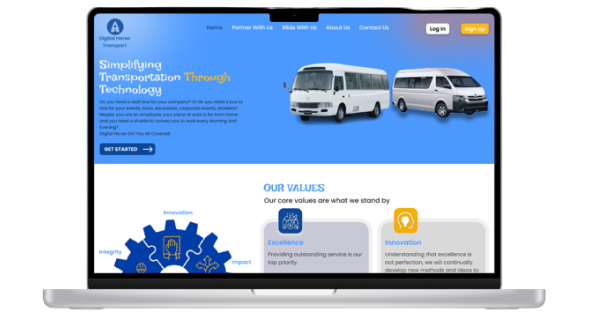 Digital Horse
Transport
Home
Partner With Us
Ride With Us
About Us
Contact Us
Log In
Sign Up
Simplifying
Transportation Through
Technology
Do you need a staff bus for your company? Or do you need a bus to
hire for your events, tours, excursions, corporate events, etcetera?
Maybe, you are an employee, your place of work is far from home
and you need a shuttle to convey you to work every Morning and
Evening?
Digital Horse Got You All Covered!
GET STARTED
OUR VALUES
Our core values are what we stand by
Innovation
Integrity
Impact
Excellence
Providing outstanding service is our
top priority.
Innovation
Understanding that excellence is
not perfection, we will continually
develop new methods and ideas to